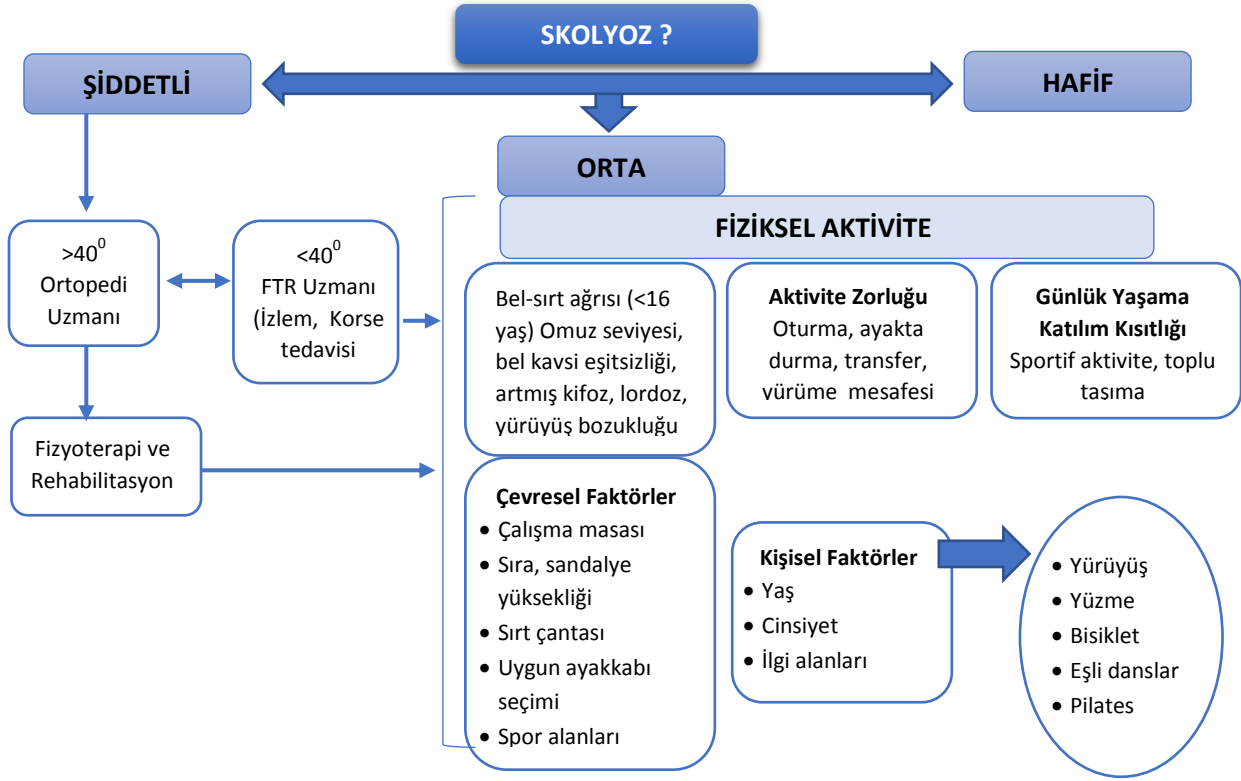 SKOLYOZ ?
ŞİDDETLİ
HAFİF
ORTA
FİZİKSEL AKTİVİTE
>40⁰
Ortopedi
Uzmanı
<40⁰
FTR Uzmanı
(İzlem, Korse
tedavisi
Fizyoterapi ve
Rehabilitasyon
Bel-sırt ağrısı (<16
yaş) Omuz seviyesi,
bel kavsi eşitsizliği,
artmış kifoz, lordoz,
yürüyüş bozukluğu
Aktivite Zorluğu
Oturma, ayakta
durma, transfer,
yürüme mesafesi
Günlük Yaşama
Katılım Kısıtlığı
Sportif aktivite, toplu
taşıma
Çevresel Faktörler
• Çalışma masası
• Sıra, sandalye
yüksekliği
• Sırt çantası
• Uygun ayakkabı
seçimi
• Spor alanları
Kişisel Faktörler
• Yaş
• Cinsiyet
• İlgi alanları
• Yürüyüş
• Yüzme
• Bisiklet
• Eşli danslar
• Pilates